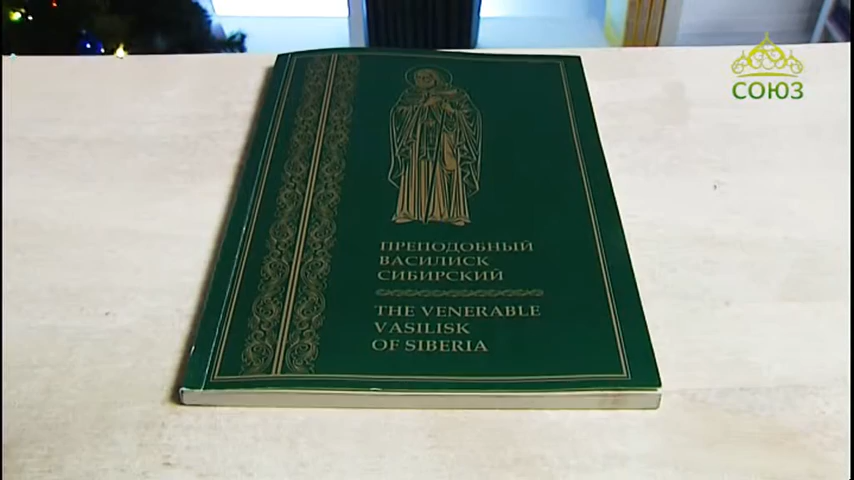 СОЮЗ
ПРЕПОДОБНЫЙ
ВАСИЛИСК
СИБИРСКИЙ
THE VENERABLE
VASILISK
OF SIBERIA